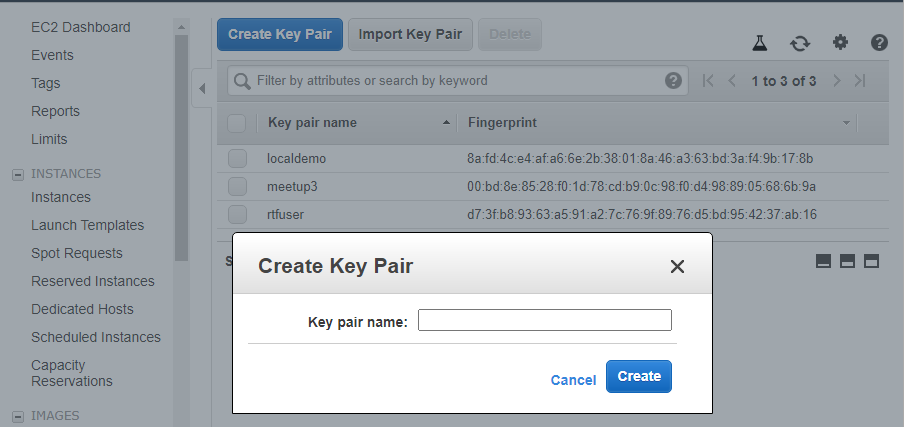 EC2 Dashboard
Events
Tags
Reports
Limits
INSTANCES
Instances
Launch Templates
Spot Requests
Reserved Instances
Dedicated Hosts
Scheduled Instances
Capacity
Reservations
IMAGES
Create Key Pair Import Key Pair Delete
Filter by attributes or search by keyword 1 to 3 of 3
Key pair name Fingerprint
localdemo 8a:fd:4c:e4:af:a6:6e:2b:38:01:8a:46:a3:63:bd:3a:f4:9b:17:8b
meetup3 00:bd:8e:85:28:f0:1d:78:cd:b9:0c:98:f0:d4:98:89:05:68:6b:9a
rtfuser d7:3f:b8:93:63:a5:91:a2:7c:76:9f:89:76:d5:bd:95:42:37:ab:16
Create Key Pair
Key pair name:
Cancel Create